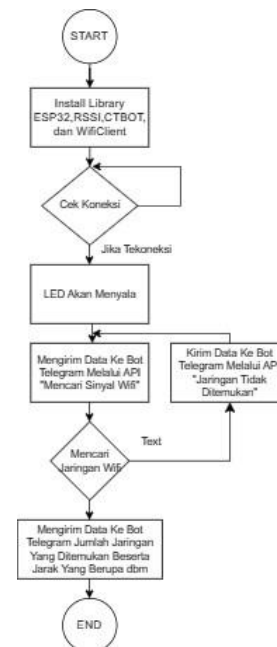 START
Install Library
ESP32,RSSI,CTBOT,
dan WifiClient
Cek Koneksi
Jika Tekoneksi
LED Akan Menyala
Mengirim Data Ke Bot
Telegram Melalui API
"Mencari Sinyal Wifi"
Kirim Data Ke Bot
Telegram Melalui API
"Jaringan Tidak
Ditemukan"
Text
Mencari
Jaringan Wifi
Mengirim Data Ke Bot
Telegram Jumlah Jaringan
Yang Ditemukan Beserta
Jarak Yang Berupa dbm
END